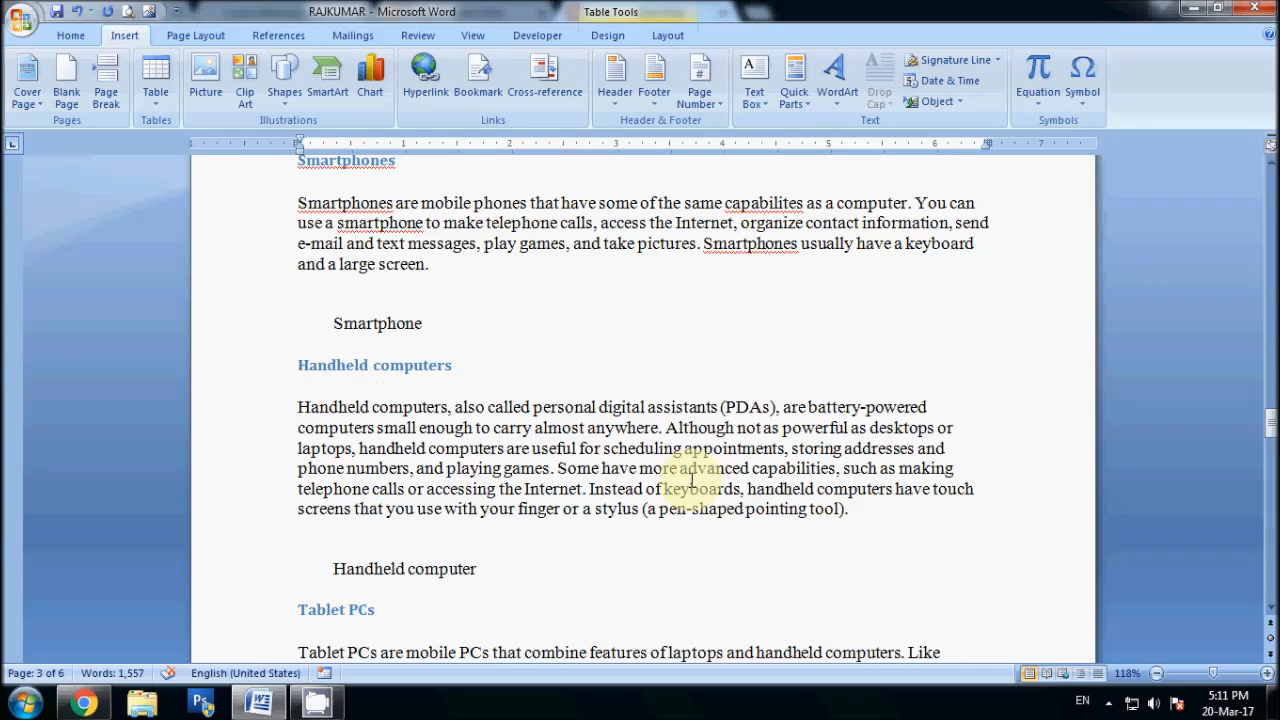 RAJKUMAR - Microsoft Word
Table Tools
Home Insert Page Layout References Mailings Review View Developer Design Layout
Cover Page
Blank Page
Page Break
Table
Picture
Clip Art
Shapes
SmartArt
Chart
Hyperlink
Bookmark
Cross-reference
Header
Footer
Page Number
Text Box
Quick Parts
WordArt
Drop Cap
Signature Line
Date & Time
Object
Equation
Symbol
Pages Tables Illustrations Links Header & Footer Text Symbols
1 1 2 3 4 5 6 7
Smartphones
Smartphones are mobile phones that have some of the same capabilites as a computer. You can
use a smartphone to make telephone calls, access the Internet, organize contact information, send
e-mail and text messages, play games, and take pictures. Smartphones usually have a keyboard
and a large screen.
Smartphone
Handheld computers
Handheld computers, also called personal digital assistants (PDAs), are battery-powered
computers small enough to carry almost anywhere. Although not as powerful as desktops or
laptops, handheld computers are useful for scheduling appointments, storing addresses and
phone numbers, and playing games. Some have more advanced capabilities, such as making
telephone calls or accessing the Internet. Instead of keyboards, handheld computers have touch
screens that you use with your finger or a stylus (a pen-shaped pointing tool).
Handheld computer
Tablet PCs
Tablet PCs are mobile PCs that combine features of laptops and handheld computers. Like
Page: 3 of 6 Words: 1,557 English (United States) 118%
Ps W EN 5:11 PM
20-Mar-17